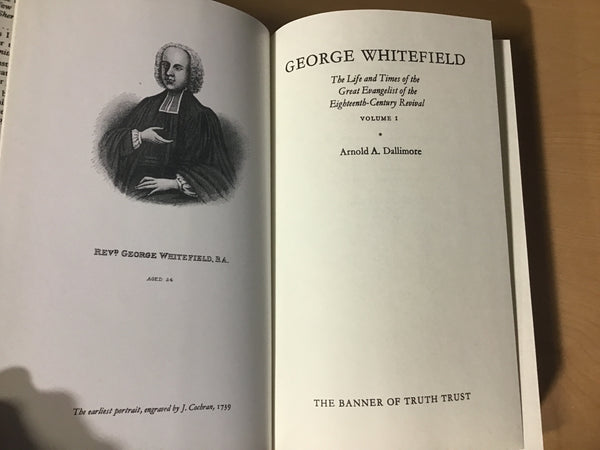 REVD GEORGE WHITEFIELD, B.A.
AGED 24
The earliest portrait, engraved by J. Cochran, 1739
GEORGE WHITEFIELD
The Life and Times of the
Great Evangelist of the
Eighteenth-Century Revival
VOLUME I
Arnold A. Dallimore
THE BANNER OF TRUTH TRUST